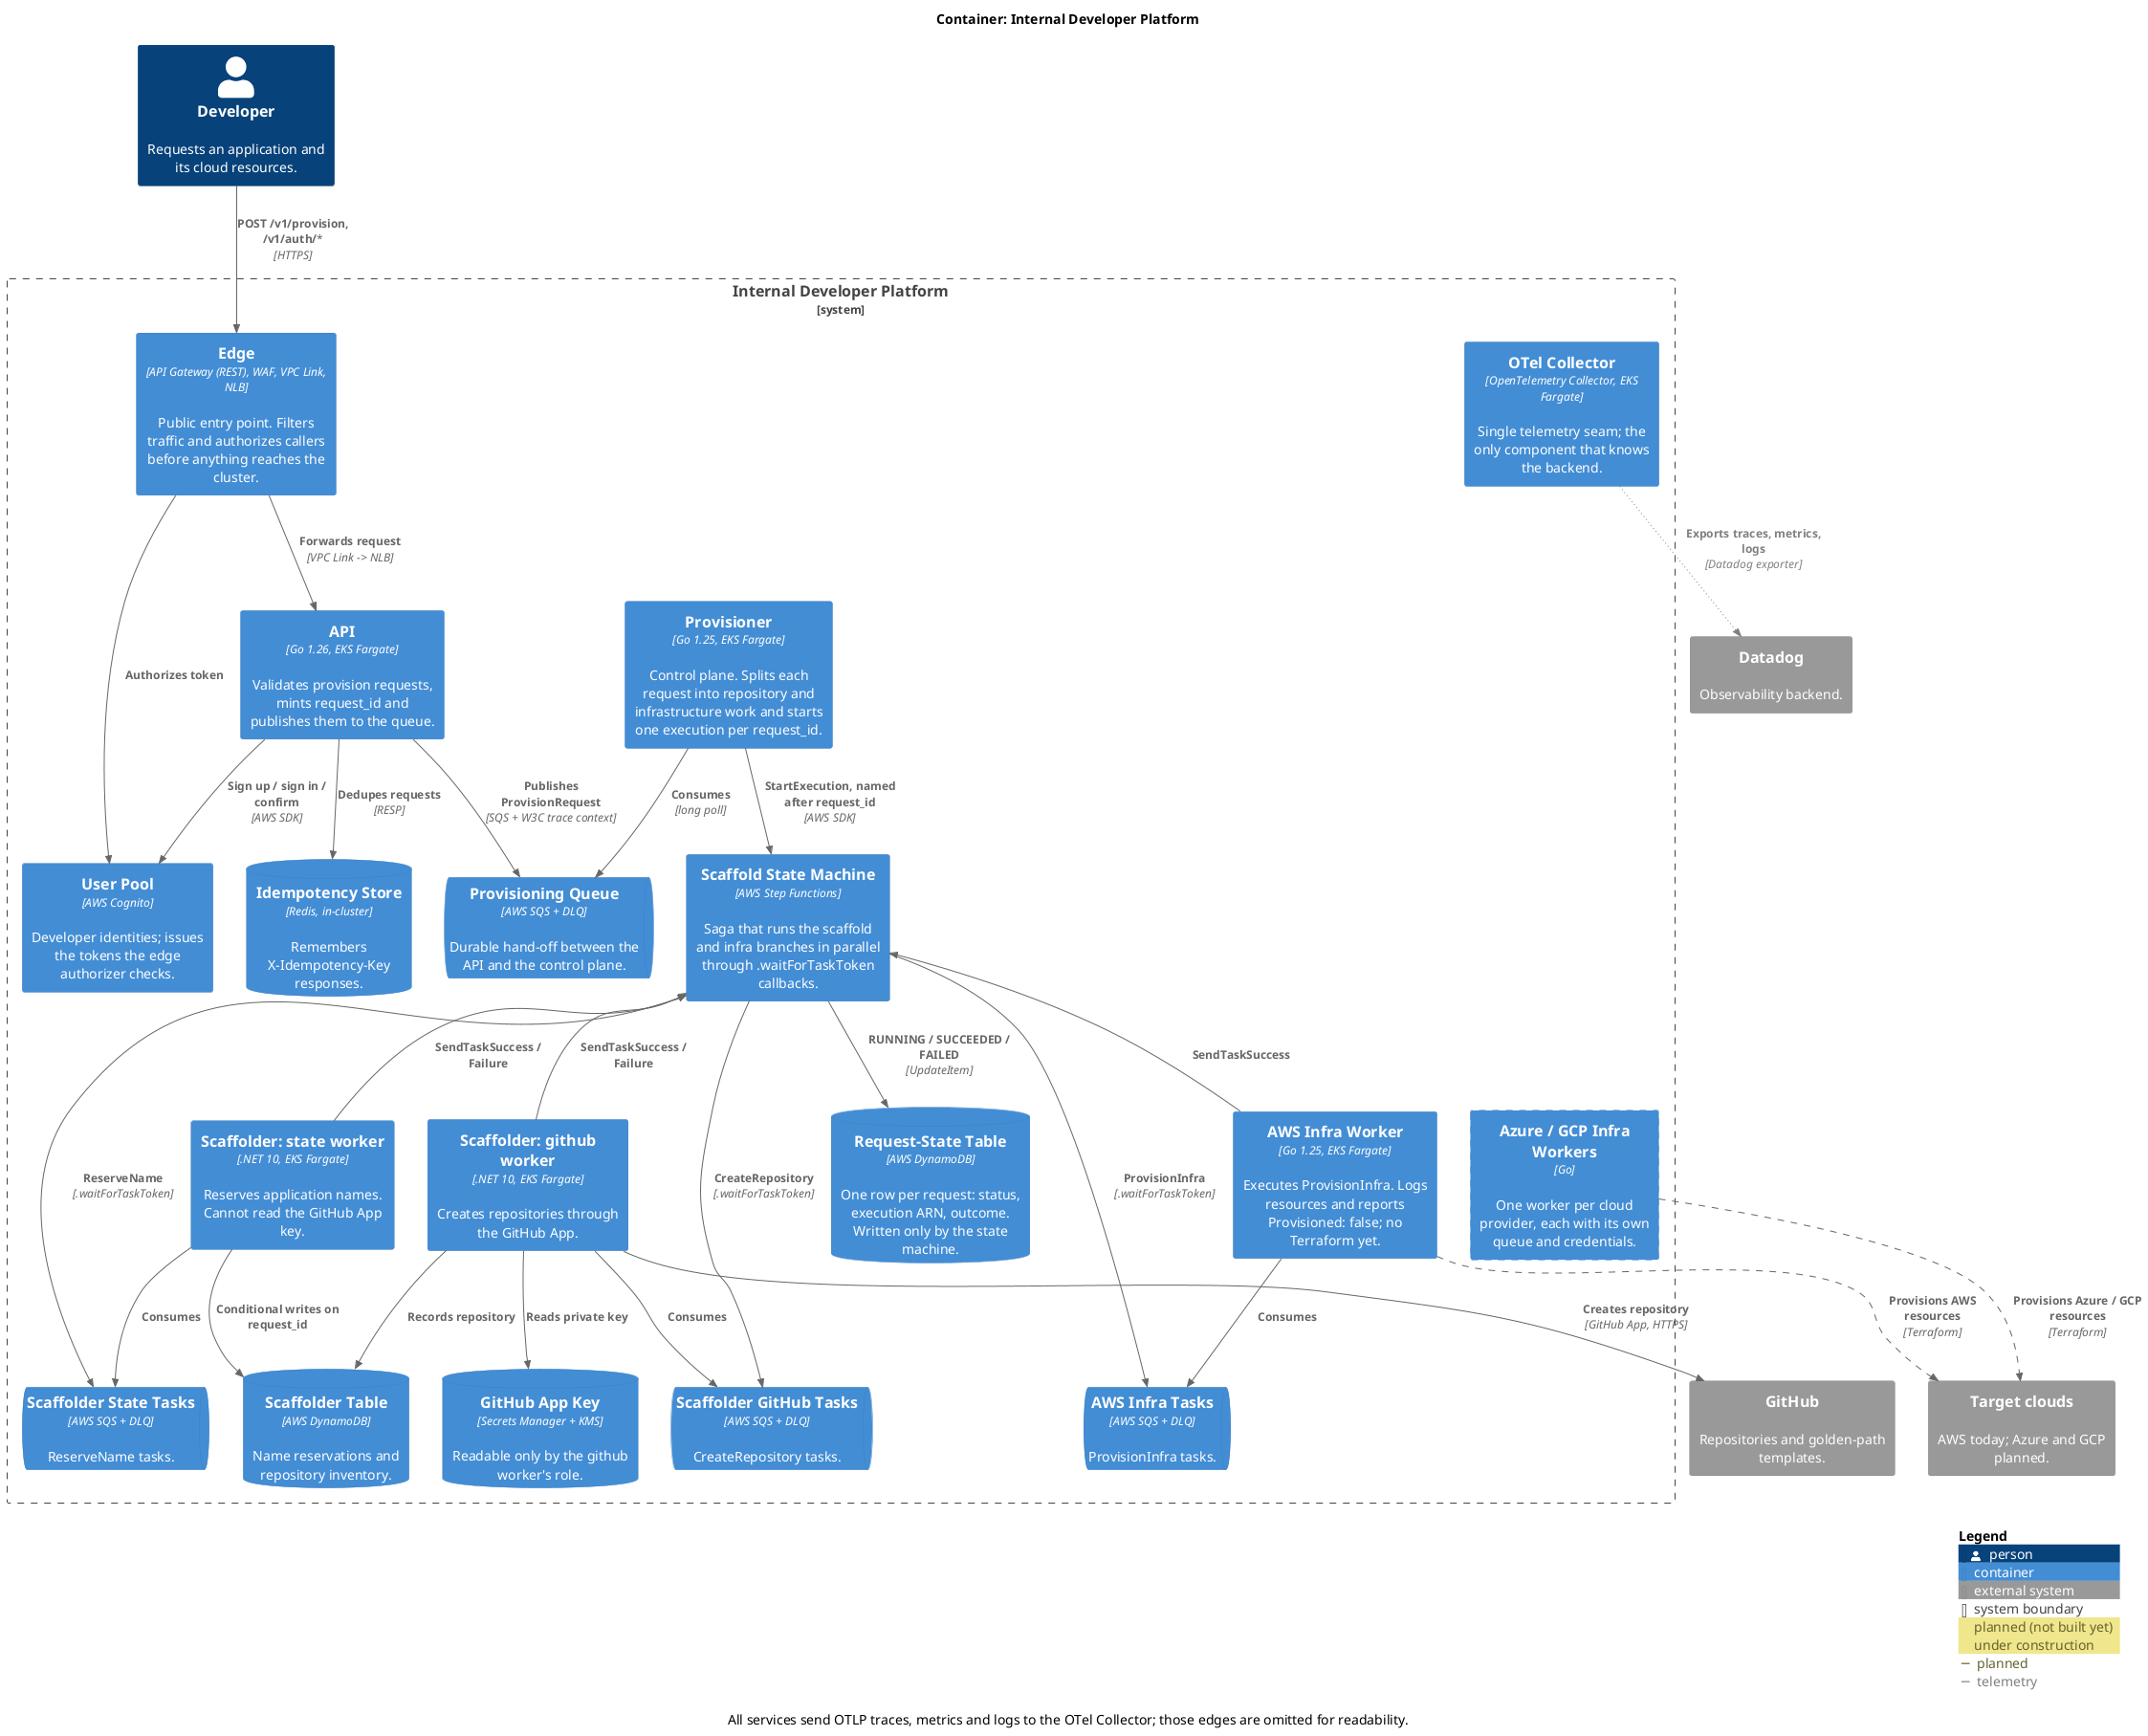 Container: Internal Developer Platform
Developer
Requests an application and
its cloud resources.
POST /v1/provision,
/v1/auth/*
[HTTPS]
Internal Developer Platform
[system]
Edge
[API Gateway (REST), WAF, VPC Link,
NLB]
Public entry point. Filters
traffic and authorizes callers
before anything reaches the
cluster.
OTel Collector
[OpenTelemetry Collector, EKS
Fargate]
Single telemetry seam; the
only component that knows
the backend.
Forwards request
[VPC Link -> NLB]
Exports traces, metrics,
logs
[Datadog exporter]
Authorizes token
API
[Go 1.26, EKS Fargate]
Validates provision requests,
mints request_id and
publishes them to the queue.
Provisioner
[Go 1.25, EKS Fargate]
Control plane. Splits each
request into repository and
infrastructure work and starts
one execution per request_id.
Datadog
Observability backend.
Sign up / sign in /
confirm
[AWS SDK]
Dedupes requests
[RESP]
Publishes
ProvisionRequest
[SQS + W3C trace context]
Consumes
[long poll]
StartExecution, named
after request_id
[AWS SDK]
User Pool
[AWS Cognito]
Developer identities; issues
the tokens the edge
authorizer checks.
Idempotency Store
[Redis, in-cluster]
Remembers
X-Idempotency-Key
responses.
Provisioning Queue
[AWS SQS + DLQ]
Durable hand-off between the
API and the control plane.
Scaffold State Machine
[AWS Step Functions]
Saga that runs the scaffold
and infra branches in parallel
through .waitForTaskToken
callbacks.
SendTaskSuccess /
Failure
SendTaskSuccess /
Failure
RUNNING / SUCCEEDED /
FAILED
[UpdateItem]
SendTaskSuccess
ReserveName
[.waitForTaskToken]
Scaffolder: state worker
[.NET 10, EKS Fargate]
Reserves application names.
Cannot read the GitHub App
key.
Scaffolder: github
worker
[.NET 10, EKS Fargate]
Creates repositories through
the GitHub App.
CreateRepository
[.waitForTaskToken]
Request-State Table
[AWS DynamoDB]
One row per request: status,
execution ARN, outcome.
Written only by the state
machine.
ProvisionInfra
[.waitForTaskToken]
AWS Infra Worker
[Go 1.25, EKS Fargate]
Executes ProvisionInfra. Logs
resources and reports
Provisioned: false; no
Terraform yet.
Azure / GCP Infra
Workers
[Go]
One worker per cloud
provider, each with its own
queue and credentials.
Consumes
Conditional writes on
request_id
Records repository
Reads private key
Consumes
Consumes
Creates repository
[GitHub App, HTTPS]
Provisions AWS
resources
[Terraform]
Provisions Azure / GCP
resources
[Terraform]
Scaffolder State Tasks
[AWS SQS + DLQ]
ReserveName tasks.
Scaffolder Table
[AWS DynamoDB]
Name reservations and
repository inventory.
GitHub App Key
[Secrets Manager + KMS]
Readable only by the github
worker's role.
Scaffolder GitHub Tasks
[AWS SQS + DLQ]
CreateRepository tasks.
AWS Infra Tasks
[AWS SQS + DLQ]
ProvisionInfra tasks.
GitHub
Repositories and golden-path
templates.
Target clouds
AWS today; Azure and GCP
planned.
Legend
person
container
external system
system boundary
planned (not built yet)
under construction
planned
telemetry
All services send OTLP traces, metrics and logs to the OTel Collector; those edges are omitted for readability.